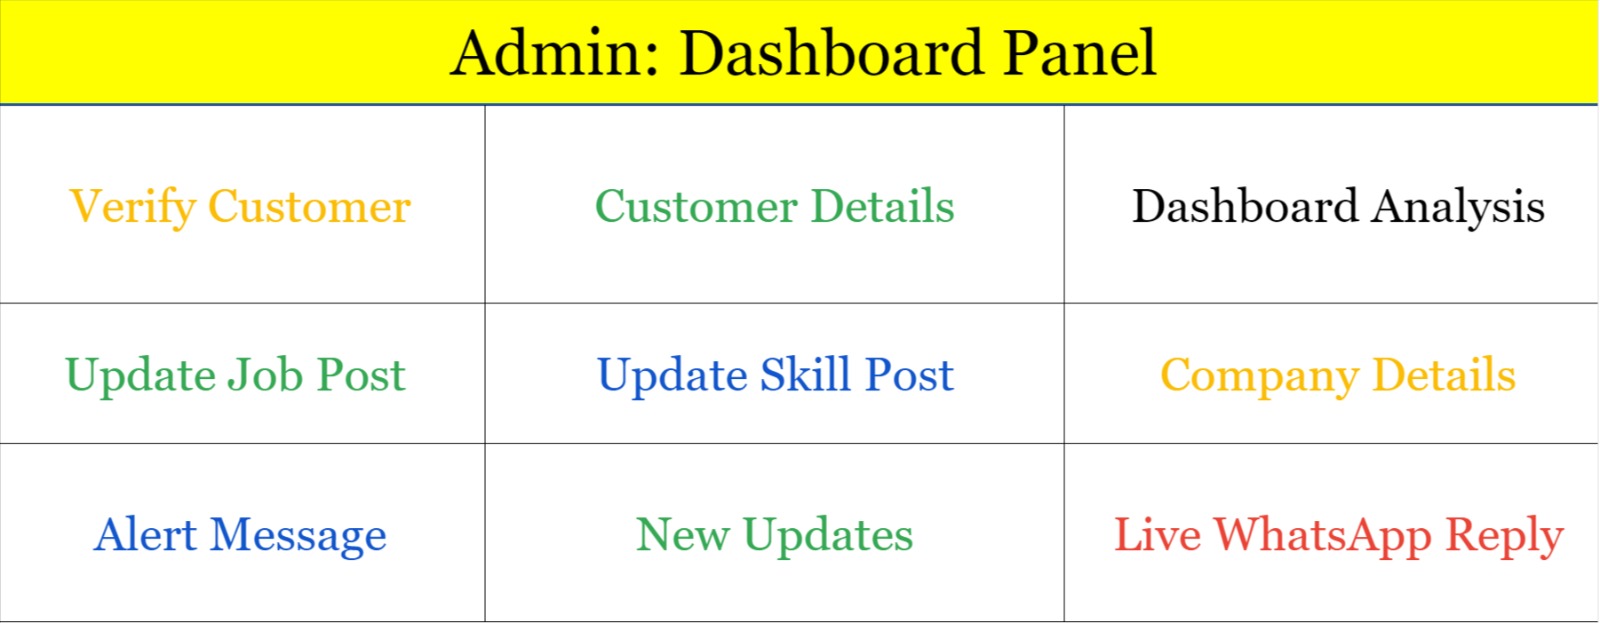 Admin: Dashboard Panel
Verify Customer
Customer Details
Dashboard Analysis
Update Job Post
Update Skill Post
Company Details
Alert Message
New Updates
Live WhatsApp Reply